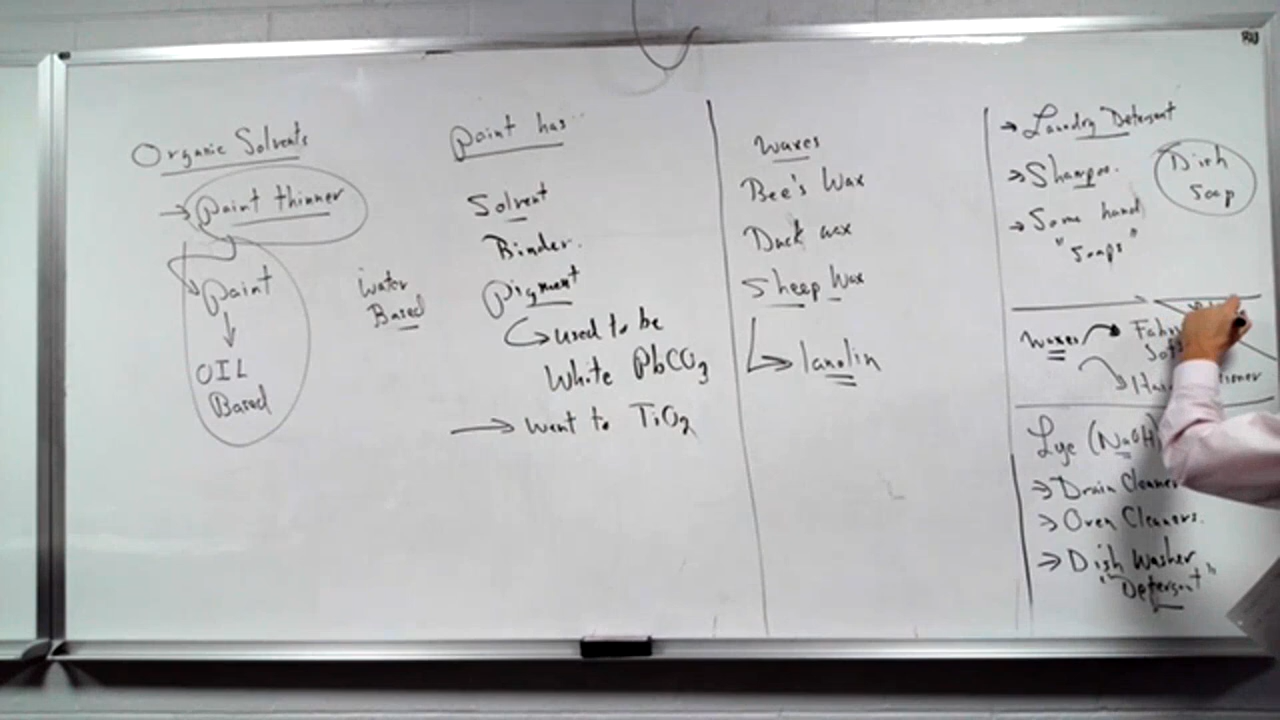 Organic Solvents
→ Paint thinner
Paint
↓
OIL
Based
Water
Based
Paint has...
Solvent
Binder.
Pigment
used to be
White PbCO3
→ Went to TiO2
Waxes
Bee's Wax
Duck wax
Sheep Wax
lanolin
→ Laundry Detergent
→ Shampoo.
→ Some hand
"Soaps"
Dish
Soap
Waxes
Lye (NaOH)
⇒ Drain Cleaner
⇒ Oven Cleaners.
⇒ Dish Washer
"Detergent"